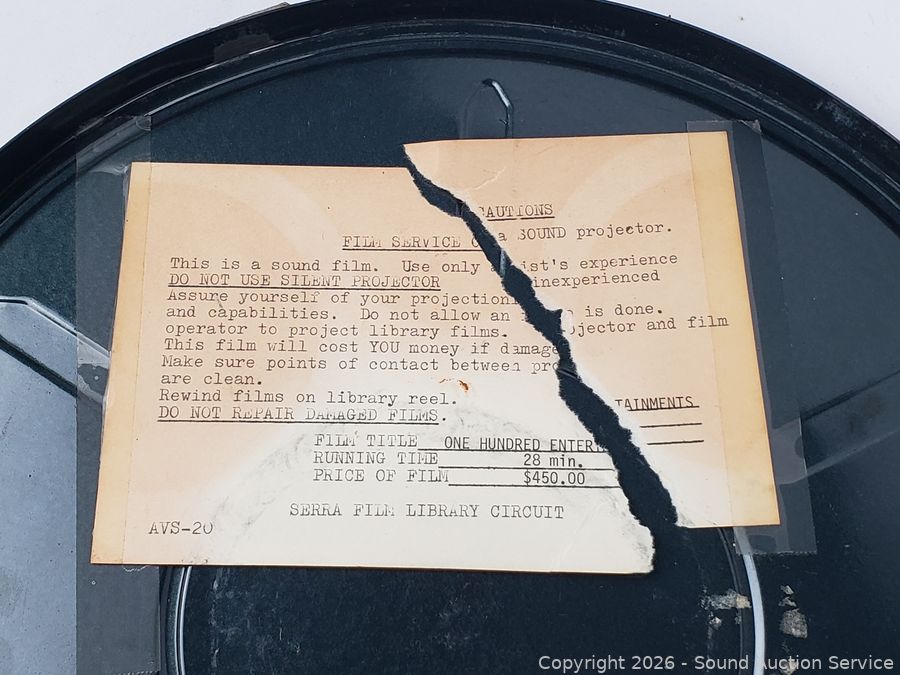 CAUTIONS
FILM SERVICE a SOUND projector.
This is a sound film. Use only ist's experience
DO NOT USE SILENT PROJECTOR inexperienced
Assure yourself of your projectioni
and capabilities. Do not allow an is done.
operator to project library films. ojector and film
This film will cost YOU money if damage
Make sure points of contact between pro
are clean.
Rewind films on library reel.
DO NOT REPAIR DAMAGED FILMS.
FILM TITLE ONE HUNDRED ENTER TAINMENTS
RUNNING TIME 28 min.
PRICE OF FILM $450.00
SERRA FILM LIBRARY CIRCUIT
AVS-20
Copyright 2026 - Sound Auction Service